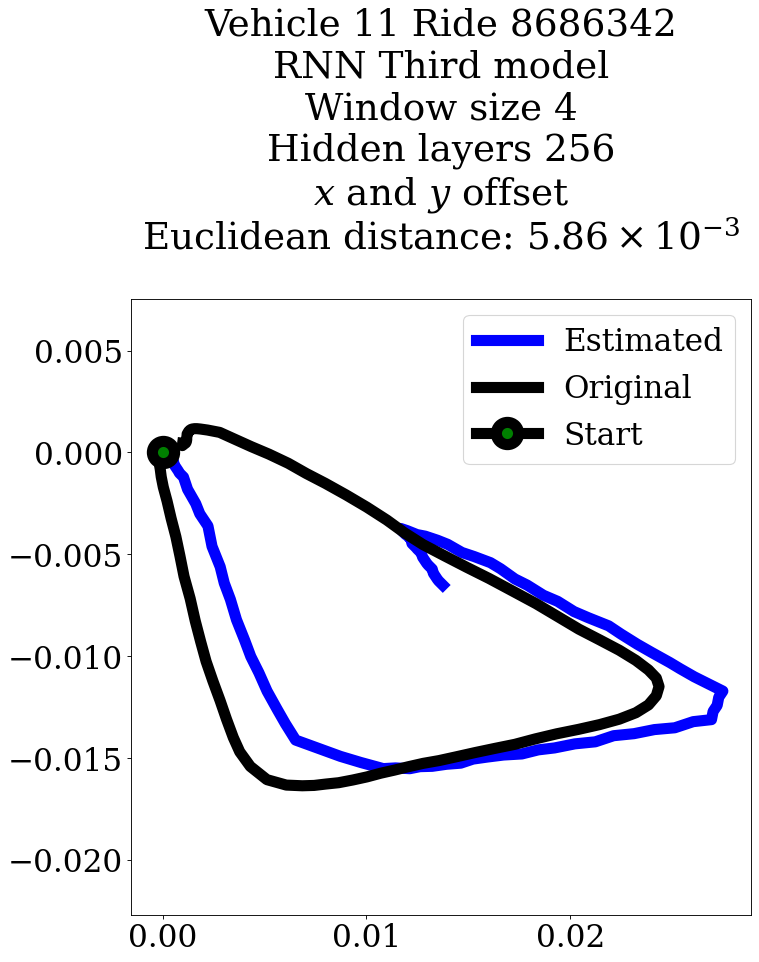 Vehicle 11 Ride 8686342
RNN Third model
Window size 4
Hidden layers 256
x and y offset
Euclidean distance: 5.86 × 10⁻³
Estimated
Original
Start
0.005
0.000
−0.005
−0.010
−0.015
−0.020
0.00 0.01 0.02